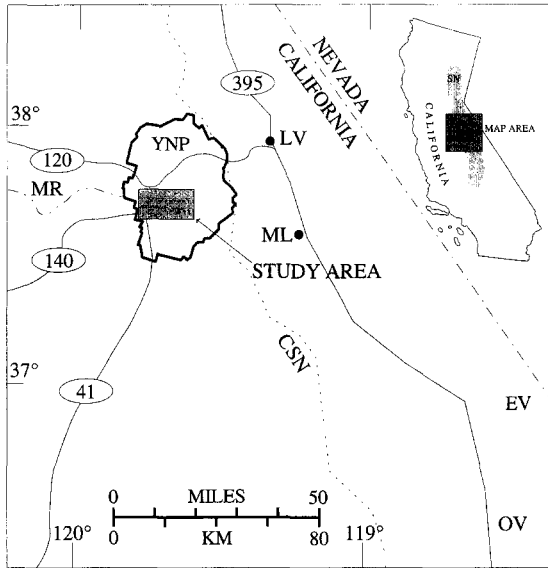 NEVADA
CALIFORNIA
395
SN
CALIFORNIA
MAP AREA
38°
LV
YNP
120
MR
ML
STUDY AREA
140
CSN
37°
41
EV
0 MILES 50
0 KM 80
OV
120°
119°